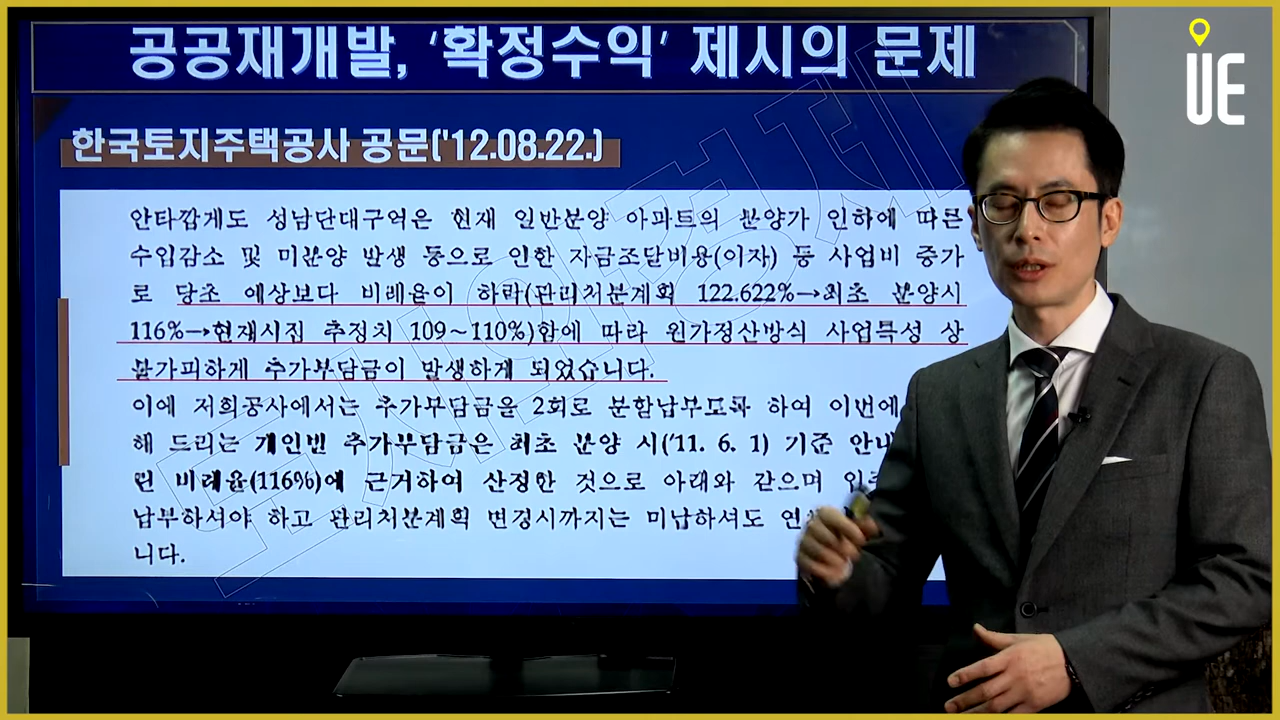 공공재개발, '확정수익' 제시의 문제
UE
한국토지주택공사 공문('12.08.22.)
안타깝게도 성남단대구역은 현재 일반분양 아파트의 분양가 인하에 따른
수입감소 및 미분양 발생 등으로 인한 자금조달비용(이자) 등 사업비 증가
로 당초 예상보다 비례율이 하락(관리처분계획 122.622%→최초 분양시
116%→현재시점 추정치 109~110%)함에 따라 원가정산방식 사업특성 상
불가피하게 추가부담금이 발생하게 되었습니다.
이에 저희공사에서는 추가부담금을 2회로 분할납부토록 하여 이번에
해 드리는 개인별 추가부담금은 최초 분양 시('11. 6. 1) 기준 안내
된 비례율(116%)에 근거하여 산정한 것으로 아래와 같으며 입주
납부하셔야 하고 관리처분계획 변경시까지는 미납하셔도 연
니다.
도시와경제